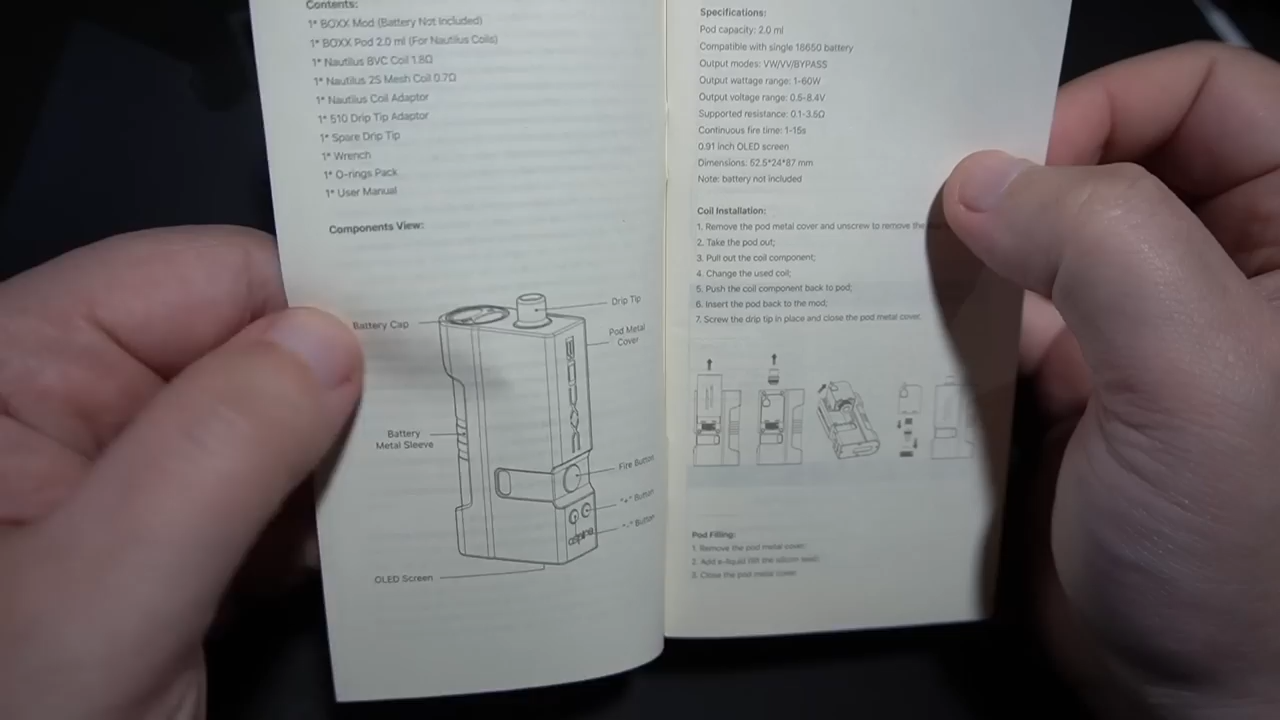 Contents:
1* BOXX Mod (Battery Not Included)
1* BOXX Pod 2.0 ml (For Nautilus Coils)
1* Nautilus BVC Coil 1.8Ω
1* Nautilus 2S Mesh Coil 0.7Ω
1* Nautilus Coil Adaptor
1* 510 Drip Tip Adaptor
1* Spare Drip Tip
1* Wrench
1* O-rings Pack
1* User Manual
Components View:
Drip Tip
Battery Cap
Pod Metal
Cover
BOXX
Battery
Metal Sleeve
Fire Button
"+" Button
"-" Button
aspire
OLED Screen
Specifications:
Pod capacity: 2.0 ml
Compatible with single 18650 battery
Output modes: VW/VV/BYPASS
Output wattage range: 1-60W
Output voltage range: 0.5-8.4V
Supported resistance: 0.1-3.5Ω
Continuous fire time: 1-15s
0.91 inch OLED screen
Dimensions: 52.5*24*87 mm
Note: battery not included
Coil Installation:
1. Remove the pod metal cover and unscrew to remove the
2. Take the pod out;
3. Pull out the coil component;
4. Change the used coil;
5. Push the coil component back to pod;
6. Insert the pod back to the mod;
7. Screw the drip tip in place and close the pod metal cover.
Pod Filling:
1. Remove the pod metal cover;
2. Add e-liquid (lift the silicon seal);
3. Close the pod metal cover.